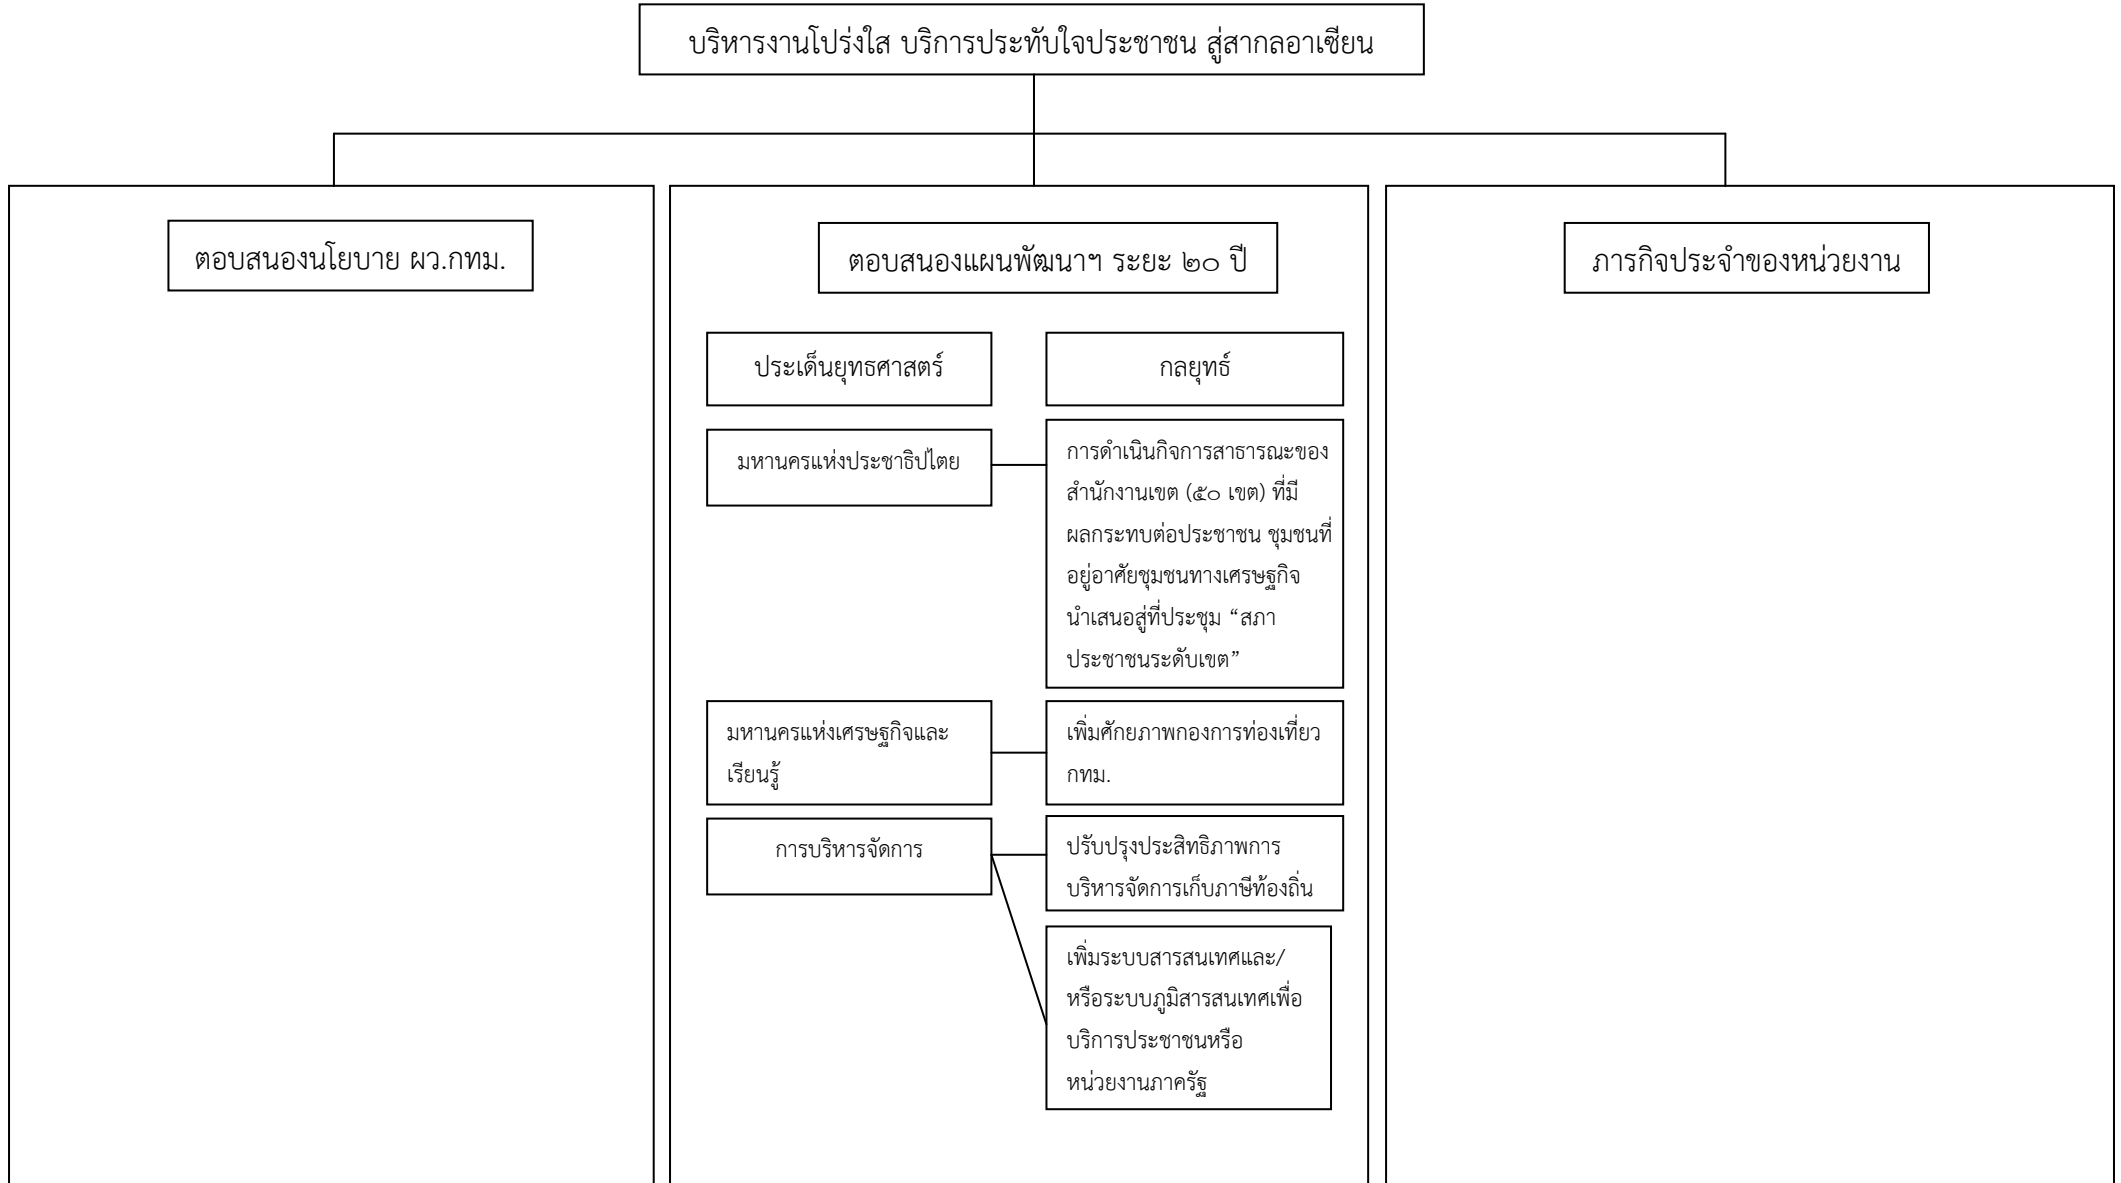 บริหารงานโปร่งใส บริการประทับใจประชาชน สู่สากลอาเซียน
ตอบสนองนโยบาย ผว.กทม.
ตอบสนองแผนพัฒนาฯ ระยะ ๒๐ ปี
ภารกิจประจำของหน่วยงาน
ประเด็นยุทธศาสตร์
กลยุทธ์
มหานครแห่งประชาธิปไตย
การดำเนินกิจการสาธารณะของ
สำนักงานเขต (๕๐ เขต) ที่มี
ผลกระทบต่อประชาชน ชุมชนที่
อยู่อาศัยชุมชนทางเศรษฐกิจ
นำเสนอสู่ที่ประชุม “สภา
ประชาชนระดับเขต”
มหานครแห่งเศรษฐกิจและ
เรียนรู้
เพิ่มศักยภาพกองการท่องเที่ยว
กทม.
การบริหารจัดการ
ปรับปรุงประสิทธิภาพการ
บริหารจัดการเก็บภาษีท้องถิ่น
เพิ่มระบบสารสนเทศและ/
หรือระบบภูมิสารสนเทศเพื่อ
บริการประชาชนหรือ
หน่วยงานภาครัฐ